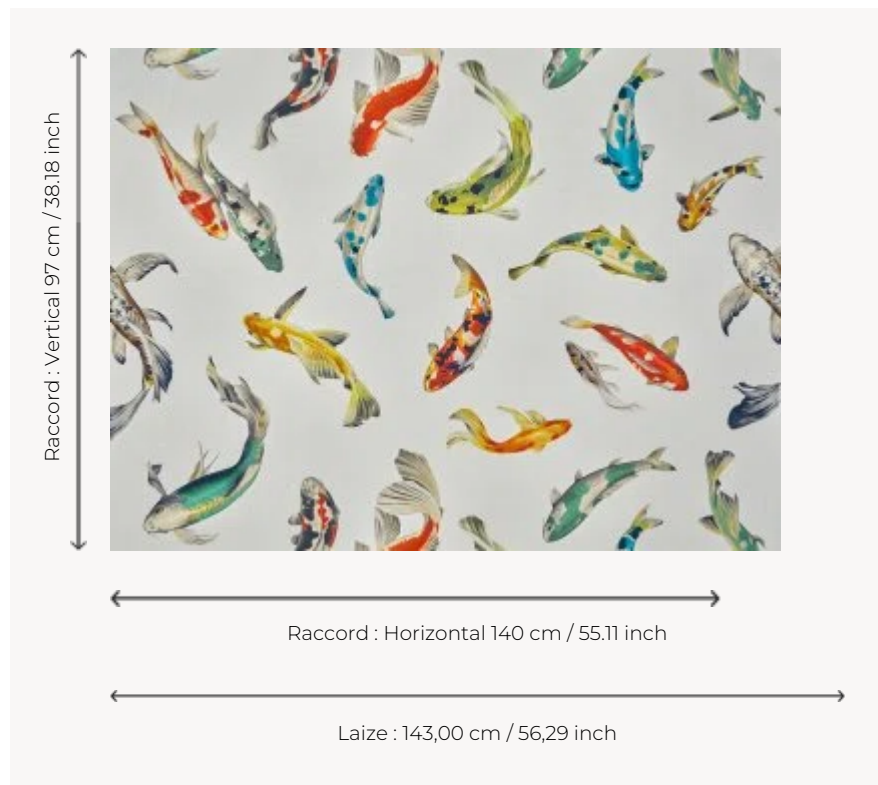 Raccord : Vertical 97 cm / 38.18 inch
Raccord : Horizontal 140 cm / 55.11 inch
Laize : 143,00 cm / 56,29 inch